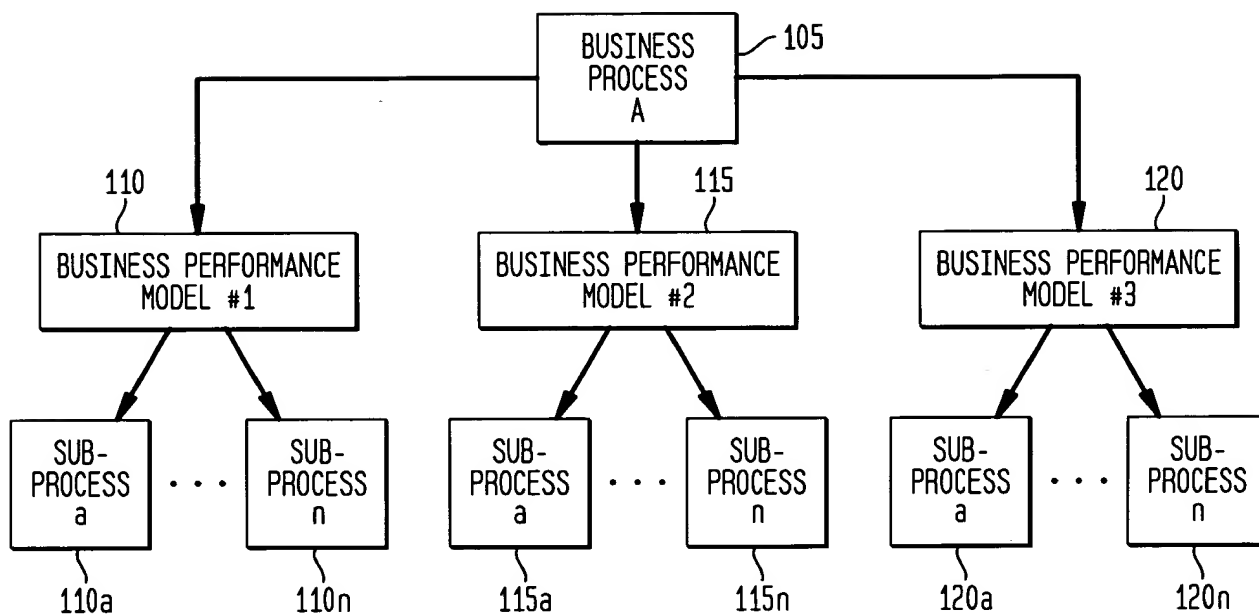 BUSINESS
PROCESS
A
105
110
115
120
BUSINESS PERFORMANCE
MODEL #1
BUSINESS PERFORMANCE
MODEL #2
BUSINESS PERFORMANCE
MODEL #3
SUB-
PROCESS
a
. . .
SUB-
PROCESS
n
SUB-
PROCESS
a
. . .
SUB-
PROCESS
n
SUB-
PROCESS
a
. . .
SUB-
PROCESS
n
110a
110n
115a
115n
120a
120n